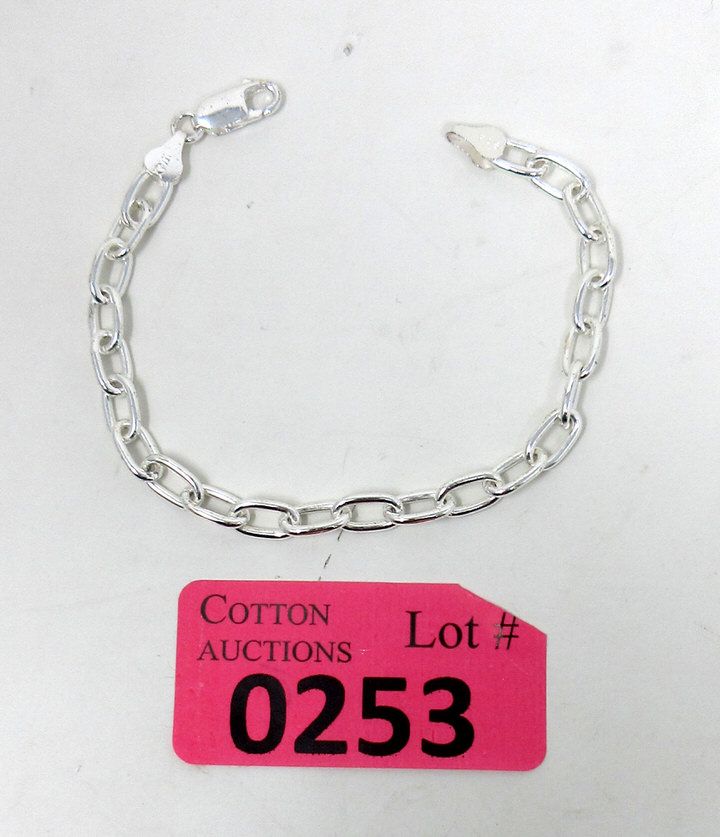 COTTON
AUCTIONS
Lot #
0253